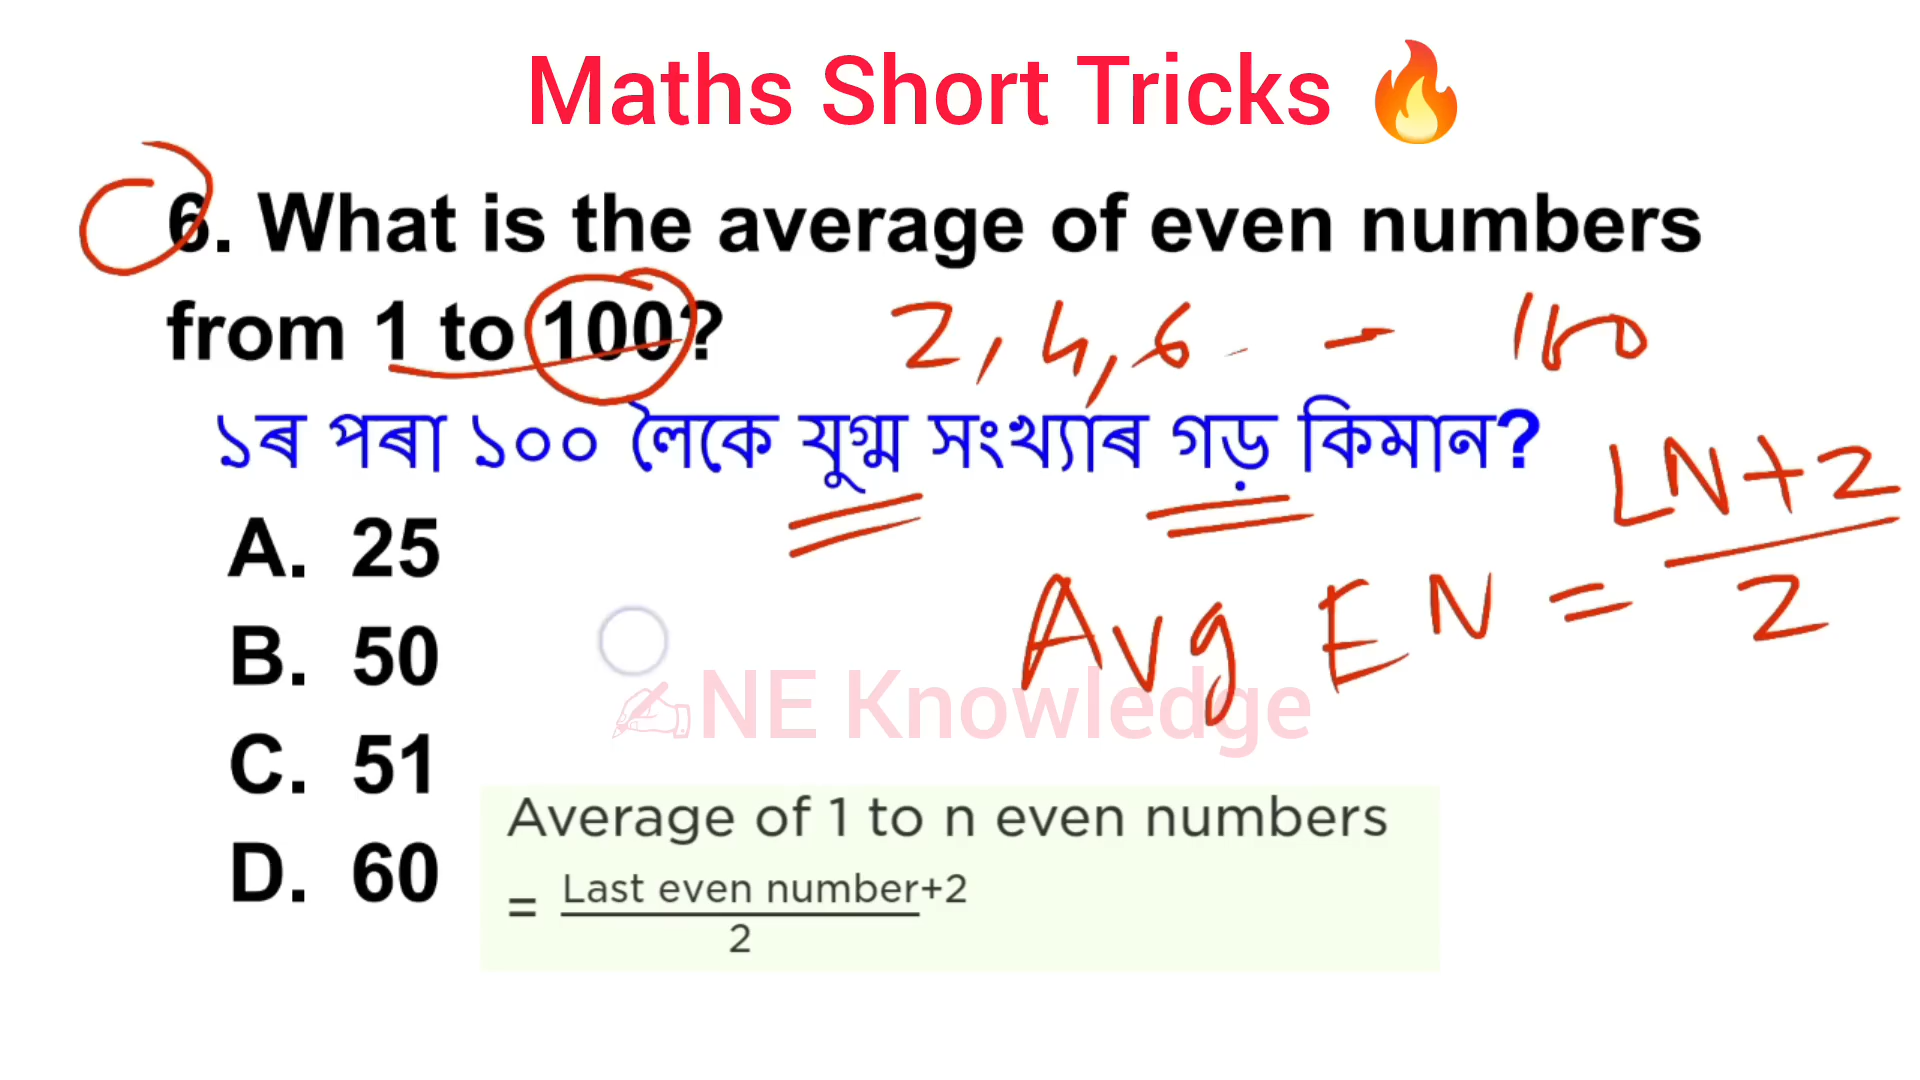 Maths Short Tricks 🔥
6. What is the average of even numbers
from 1 to 100?
2, 4, 6 - 100
১ৰ পৰা ১০০ লৈকে যুগ্ম সংখ্যাৰ গড় কিমান?
LN+2
A. 25
Avg EN = 2
B. 50
NE Knowledge
C. 51
Average of 1 to n even numbers
D. 60
= Last even number+2
2